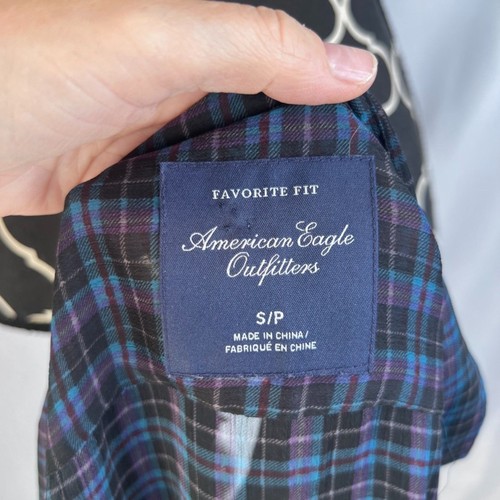 FAVORITE FIT
American Eagle
Outfitters
S/P
MADE IN CHINA/
FABRIQUÉ EN CHINE